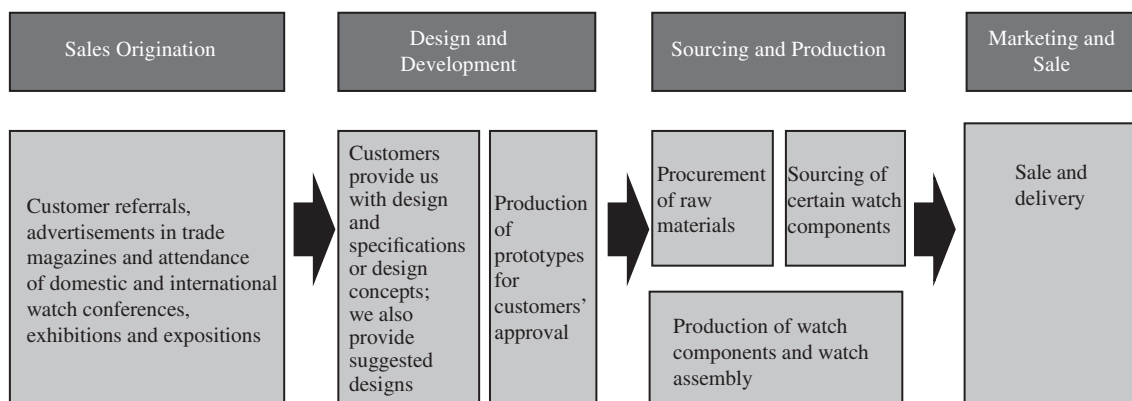 Sales Origination
Design and
Development
Sourcing and Production
Marketing and
Sale
Customer referrals,
advertisements in trade
magazines and attendance
of domestic and international
watch conferences,
exhibitions and expositions
Customers
provide us
with design
and
specifications
or design
concepts;
we also
provide
suggested
designs
Production
of
prototypes
for
customers’
approval
Procurement
of raw
materials
Sourcing of
certain watch
components
Production of watch
components and watch
assembly
Sale and
delivery